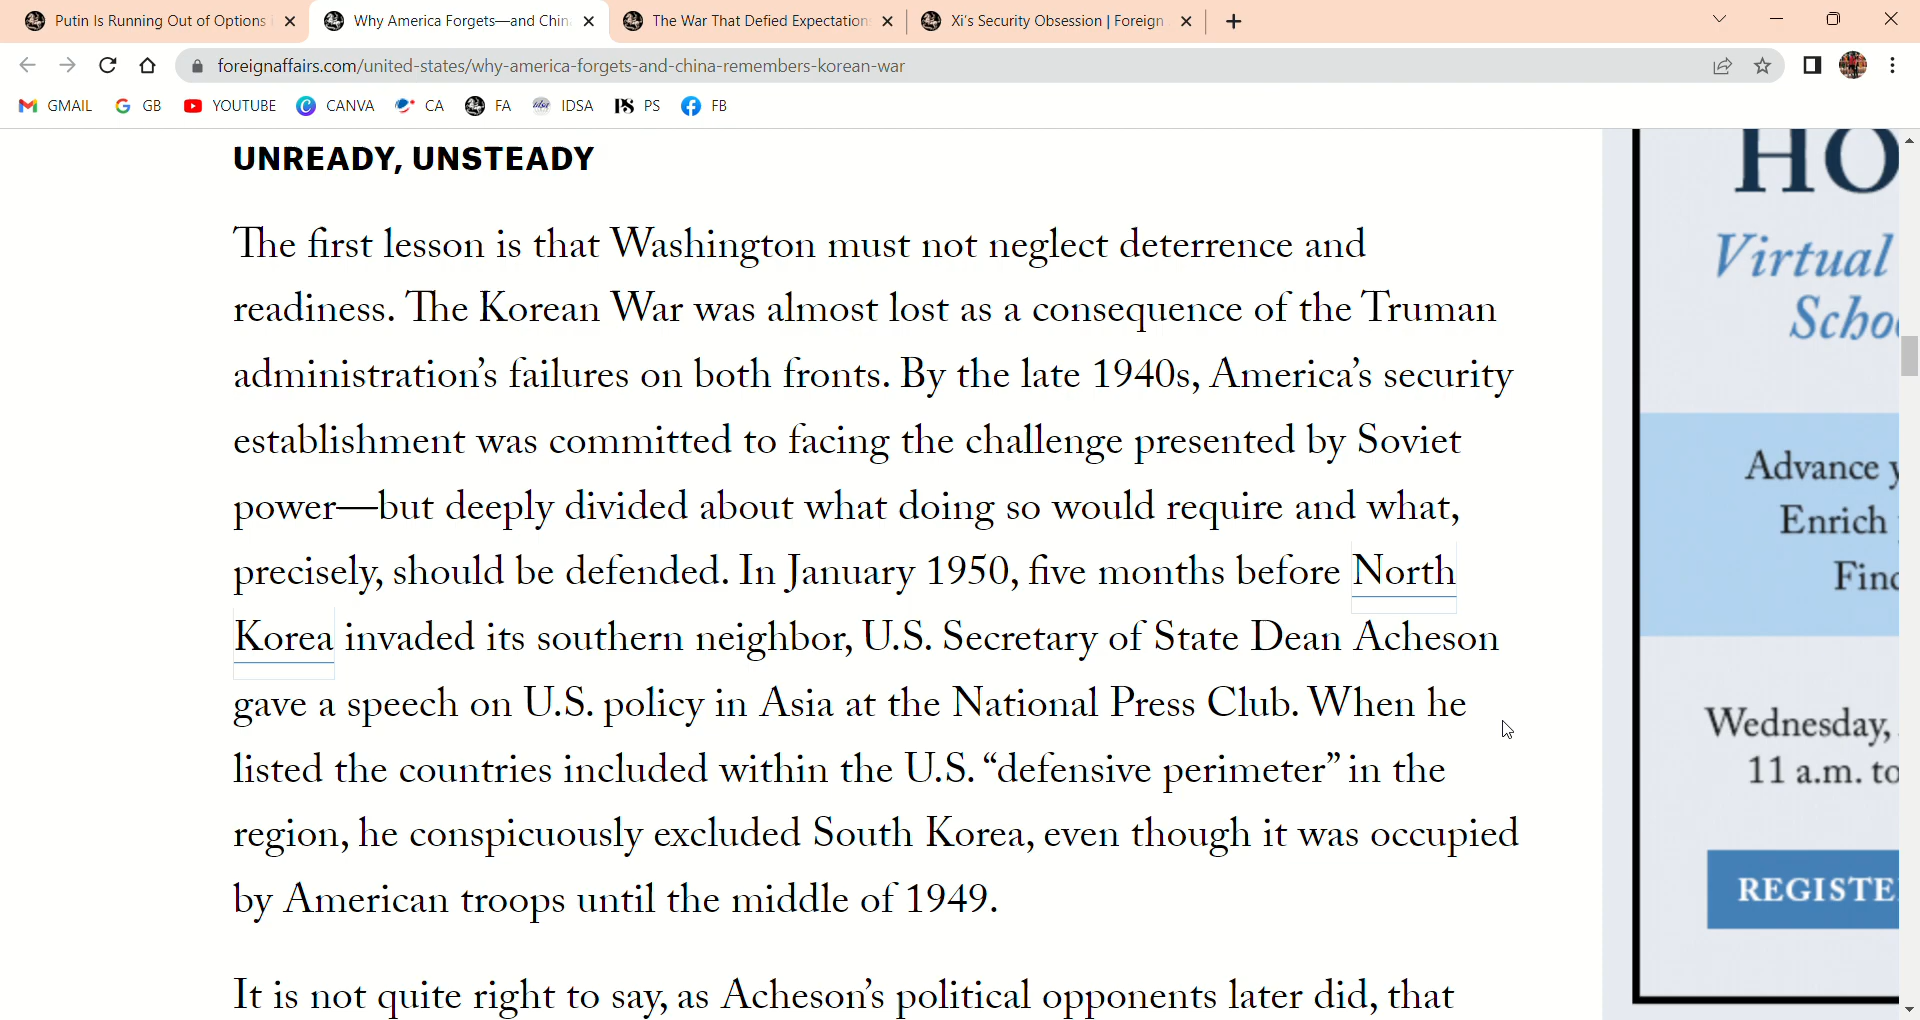 Putin Is Running Out of Options
Why America Forgets—and Chin
The War That Defied Expectation
Xi's Security Obsession | Foreign
foreignaffairs.com/united-states/why-america-forgets-and-china-remembers-korean-war
GMAIL GB YOUTUBE CANVA CA FA IDSA PS FB
UNREADY, UNSTEADY
The first lesson is that Washington must not neglect deterrence and
readiness. The Korean War was almost lost as a consequence of the Truman
administration’s failures on both fronts. By the late 1940s, America’s security
establishment was committed to facing the challenge presented by Soviet
power—but deeply divided about what doing so would require and what,
precisely, should be defended. In January 1950, five months before North
Korea invaded its southern neighbor, U.S. Secretary of State Dean Acheson
gave a speech on U.S. policy in Asia at the National Press Club. When he
listed the countries included within the U.S. “defensive perimeter” in the
region, he conspicuously excluded South Korea, even though it was occupied
by American troops until the middle of 1949.
It is not quite right to say, as Acheson’s political opponents later did, that
HO
Virtual
Schoo
Advance y
Enrich
Find
Wednesday,
11 a.m. to
REGISTE